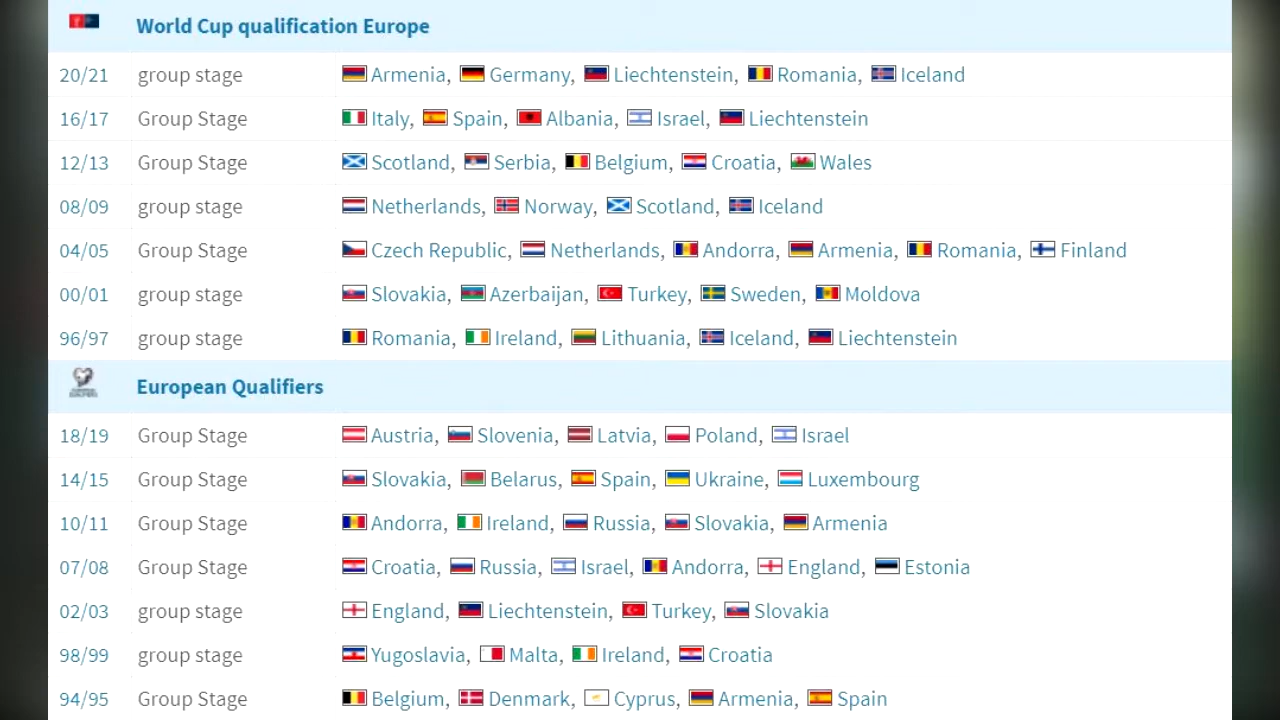 World Cup qualification Europe
20/21 group stage Armenia, Germany, Liechtenstein, Romania, Iceland
16/17 Group Stage Italy, Spain, Albania, Israel, Liechtenstein
12/13 Group Stage Scotland, Serbia, Belgium, Croatia, Wales
08/09 group stage Netherlands, Norway, Scotland, Iceland
04/05 Group Stage Czech Republic, Netherlands, Andorra, Armenia, Romania, Finland
00/01 group stage Slovakia, Azerbaijan, Turkey, Sweden, Moldova
96/97 group stage Romania, Ireland, Lithuania, Iceland, Liechtenstein
European Qualifiers
18/19 Group Stage Austria, Slovenia, Latvia, Poland, Israel
14/15 Group Stage Slovakia, Belarus, Spain, Ukraine, Luxembourg
10/11 Group Stage Andorra, Ireland, Russia, Slovakia, Armenia
07/08 Group Stage Croatia, Russia, Israel, Andorra, England, Estonia
02/03 group stage England, Liechtenstein, Turkey, Slovakia
98/99 group stage Yugoslavia, Malta, Ireland, Croatia
94/95 Group Stage Belgium, Denmark, Cyprus, Armenia, Spain